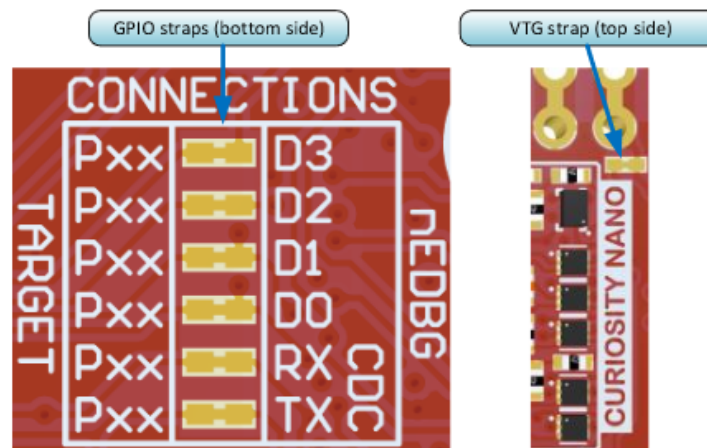 GPIO straps (bottom side)
VTG strap (top side)
CONNECTIONS
Pxx D3
Pxx D2
Pxx D1
Pxx D0
Pxx RX
Pxx TX
TARGET
nEDBG
CDC
CURIOSITY NANO